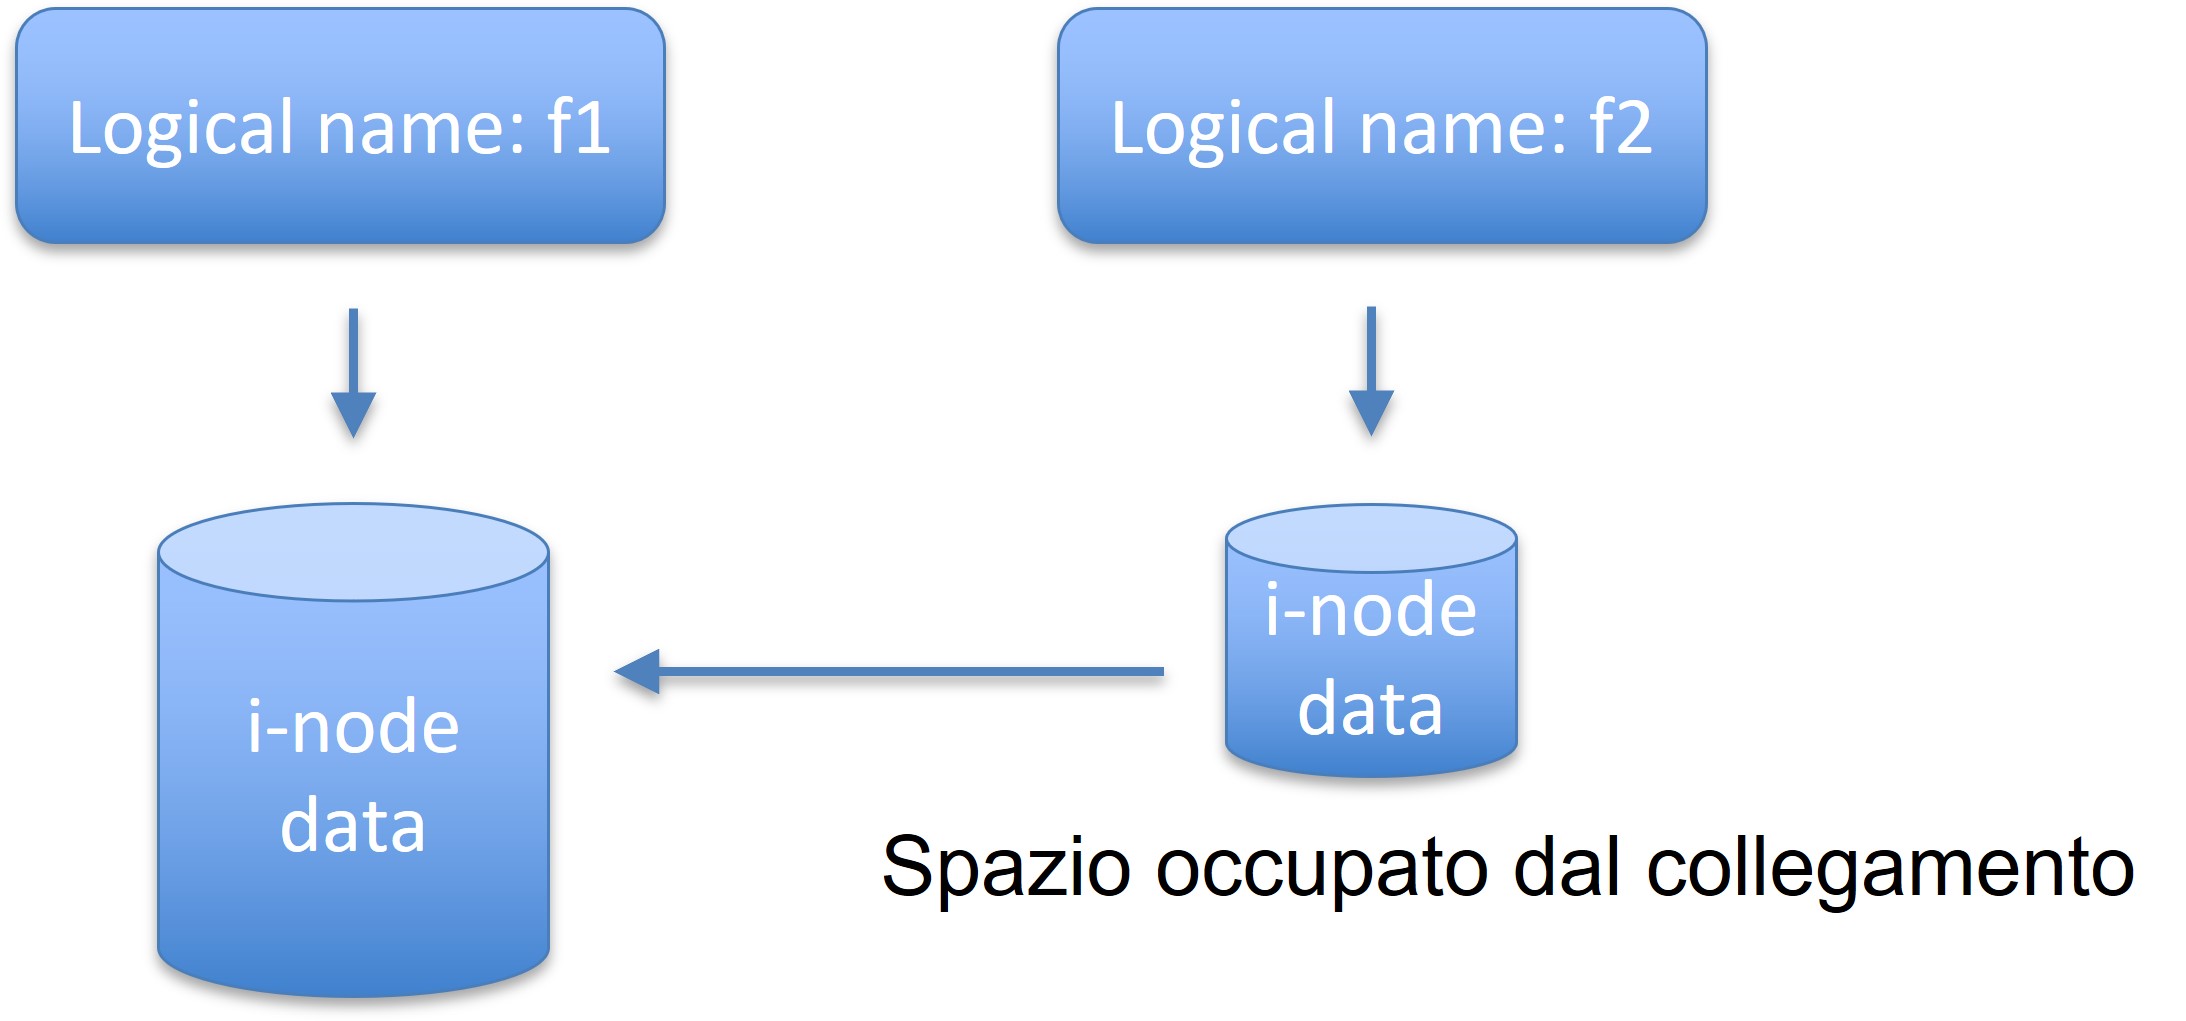 Logical name: f1
Logical name: f2
i-node
data
i-node
data
Spazio occupato dal collegamento